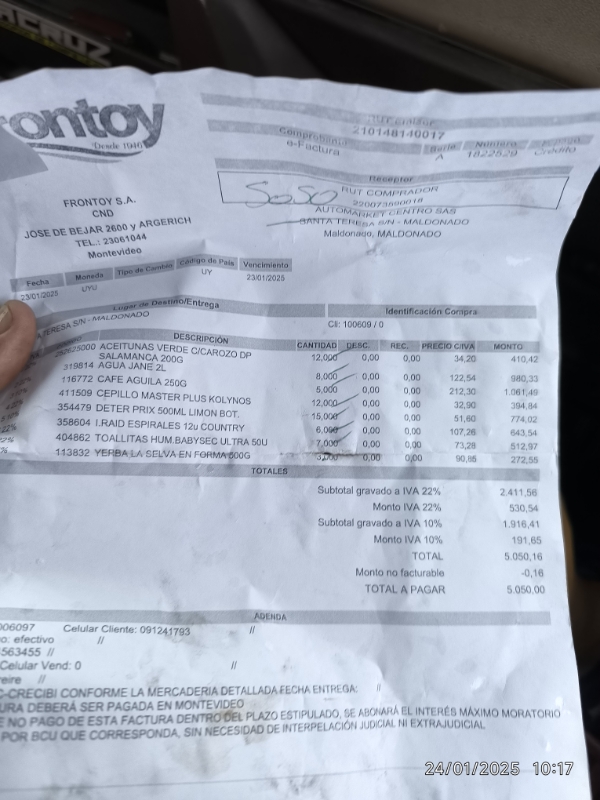 ACRUZ
rontoy
Desde 1946
RUT Emisor
210148140017
Comprobante
e-Factura
Serie
A
Número
1822529
Crédito
Receptor
SOSO
RUT COMPRADOR
AUTOMARKET CENTRO SAS
SANTA TERESA S/N - MALDONADO
Maldonado, MALDONADO
FRONTOY S.A.
CND
JOSE DE BEJAR 2600 y ARGERICH
TEL.: 23061044
Montevideo
Fecha Moneda Tipo de Cambio Código de País Vencimiento
23/01/2025 UYU UY 23/01/2025
Lugar de Destino/Entrega
TERESA S/N - MALDONADO
Identificación Compra
Cli: 100609 / 0
DESCRIPCIÓN CANTIDAD DESC. REC. PRECIO C/IVA MONTO
250625000 ACEITUNAS VERDE C/CAROZO DP SALAMANCA 200G 12,000 0,00 0,00 34,20 410,42
319814 AGUA JANE 2L 8,000 0,00 0,00 122,54 980,33
116772 CAFE AGUILA 250G 5,000 0,00 0,00 212,30 1.061,49
411509 CEPILLO MASTER PLUS KOLYNOS 12,000 0,00 0,00 32,90 394,84
354479 DETER PRIX 500ML LIMON BOT. 15,000 0,00 0,00 51,60 774,02
358604 I.RAID ESPIRALES 12u COUNTRY 6,000 0,00 0,00 107,26 643,54
404862 TOALLITAS HUM.BABYSEC ULTRA 50U 7,000 0,00 0,00 73,28 512,97
113832 YERBA LA SELVA EN FORMA 500G 3,000 0,00 0,00 90,85 272,55
TOTALES
Subtotal gravado a IVA 22% 2.411,56
Monto IVA 22% 530,54
Subtotal gravado a IVA 10% 1.916,41
Monto IVA 10% 191,65
TOTAL 5.050,16
Monto no facturable -0,16
TOTAL A PAGAR 5.050,00
ADENDA
006097 Celular Cliente: 091241793 //
o: efectivo //
563455 //
Celular Vend: 0 //
reire //
C-CRECIBI CONFORME LA MERCADERIA DETALLADA FECHA ENTREGA: //
URA DEBERÁ SER PAGADA EN MONTEVIDEO
E NO PAGO DE ESTA FACTURA DENTRO DEL PLAZO ESTIPULADO, SE ABONARÁ EL INTERÉS MÁXIMO MORATORIO
POR BCU QUE CORRESPONDA, SIN NECESIDAD DE INTERPELACIÓN JUDICIAL NI EXTRAJUDICIAL
24/01/2025 10:17